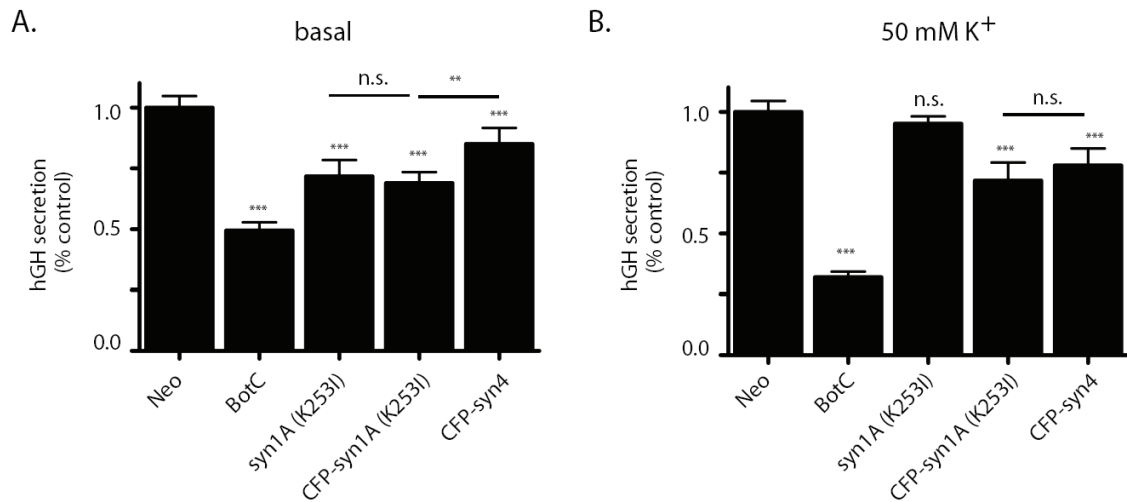 A.
basal
hGH secretion
(% control)
1.0
0.5
0.0
***
***
n.s.
***
**
***
Neo
BotC
syn1A (K253I)
CFP-syn1A (K253I)
CFP-syn4
B.
50 mM K+
hGH secretion
(% control)
1.0
0.5
0.0
***
n.s.
***
n.s.
***
Neo
BotC
syn1A (K253I)
CFP-syn1A (K253I)
CFP-syn4